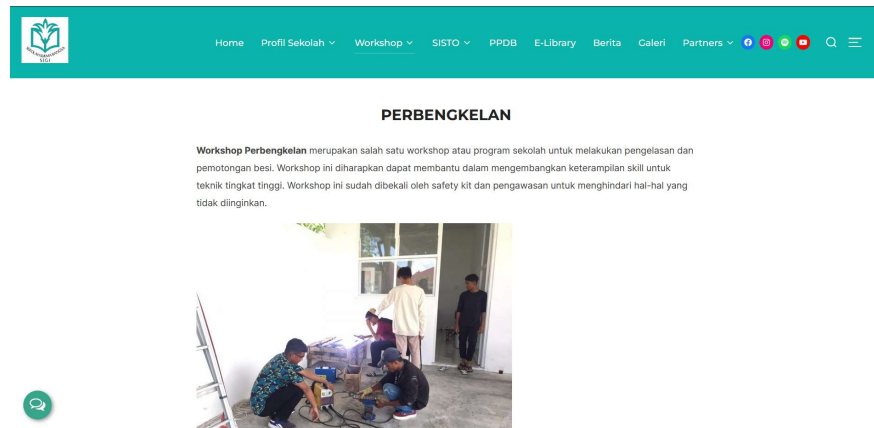 SIGI
Home Profil Sekolah Workshop SISTO PPDB E-Library Berita Galeri Partners
PERBENGKELAN
Workshop Perbengkelan merupakan salah satu workshop atau program sekolah untuk melakukan pengelasan dan
pemotongan besi. Workshop ini diharapkan dapat membantu dalam mengembangkan keterampilan skill untuk
teknik tingkat tinggi. Workshop ini sudah dibekali oleh safety kit dan pengawasan untuk menghindari hal-hal yang
tidak diinginkan.